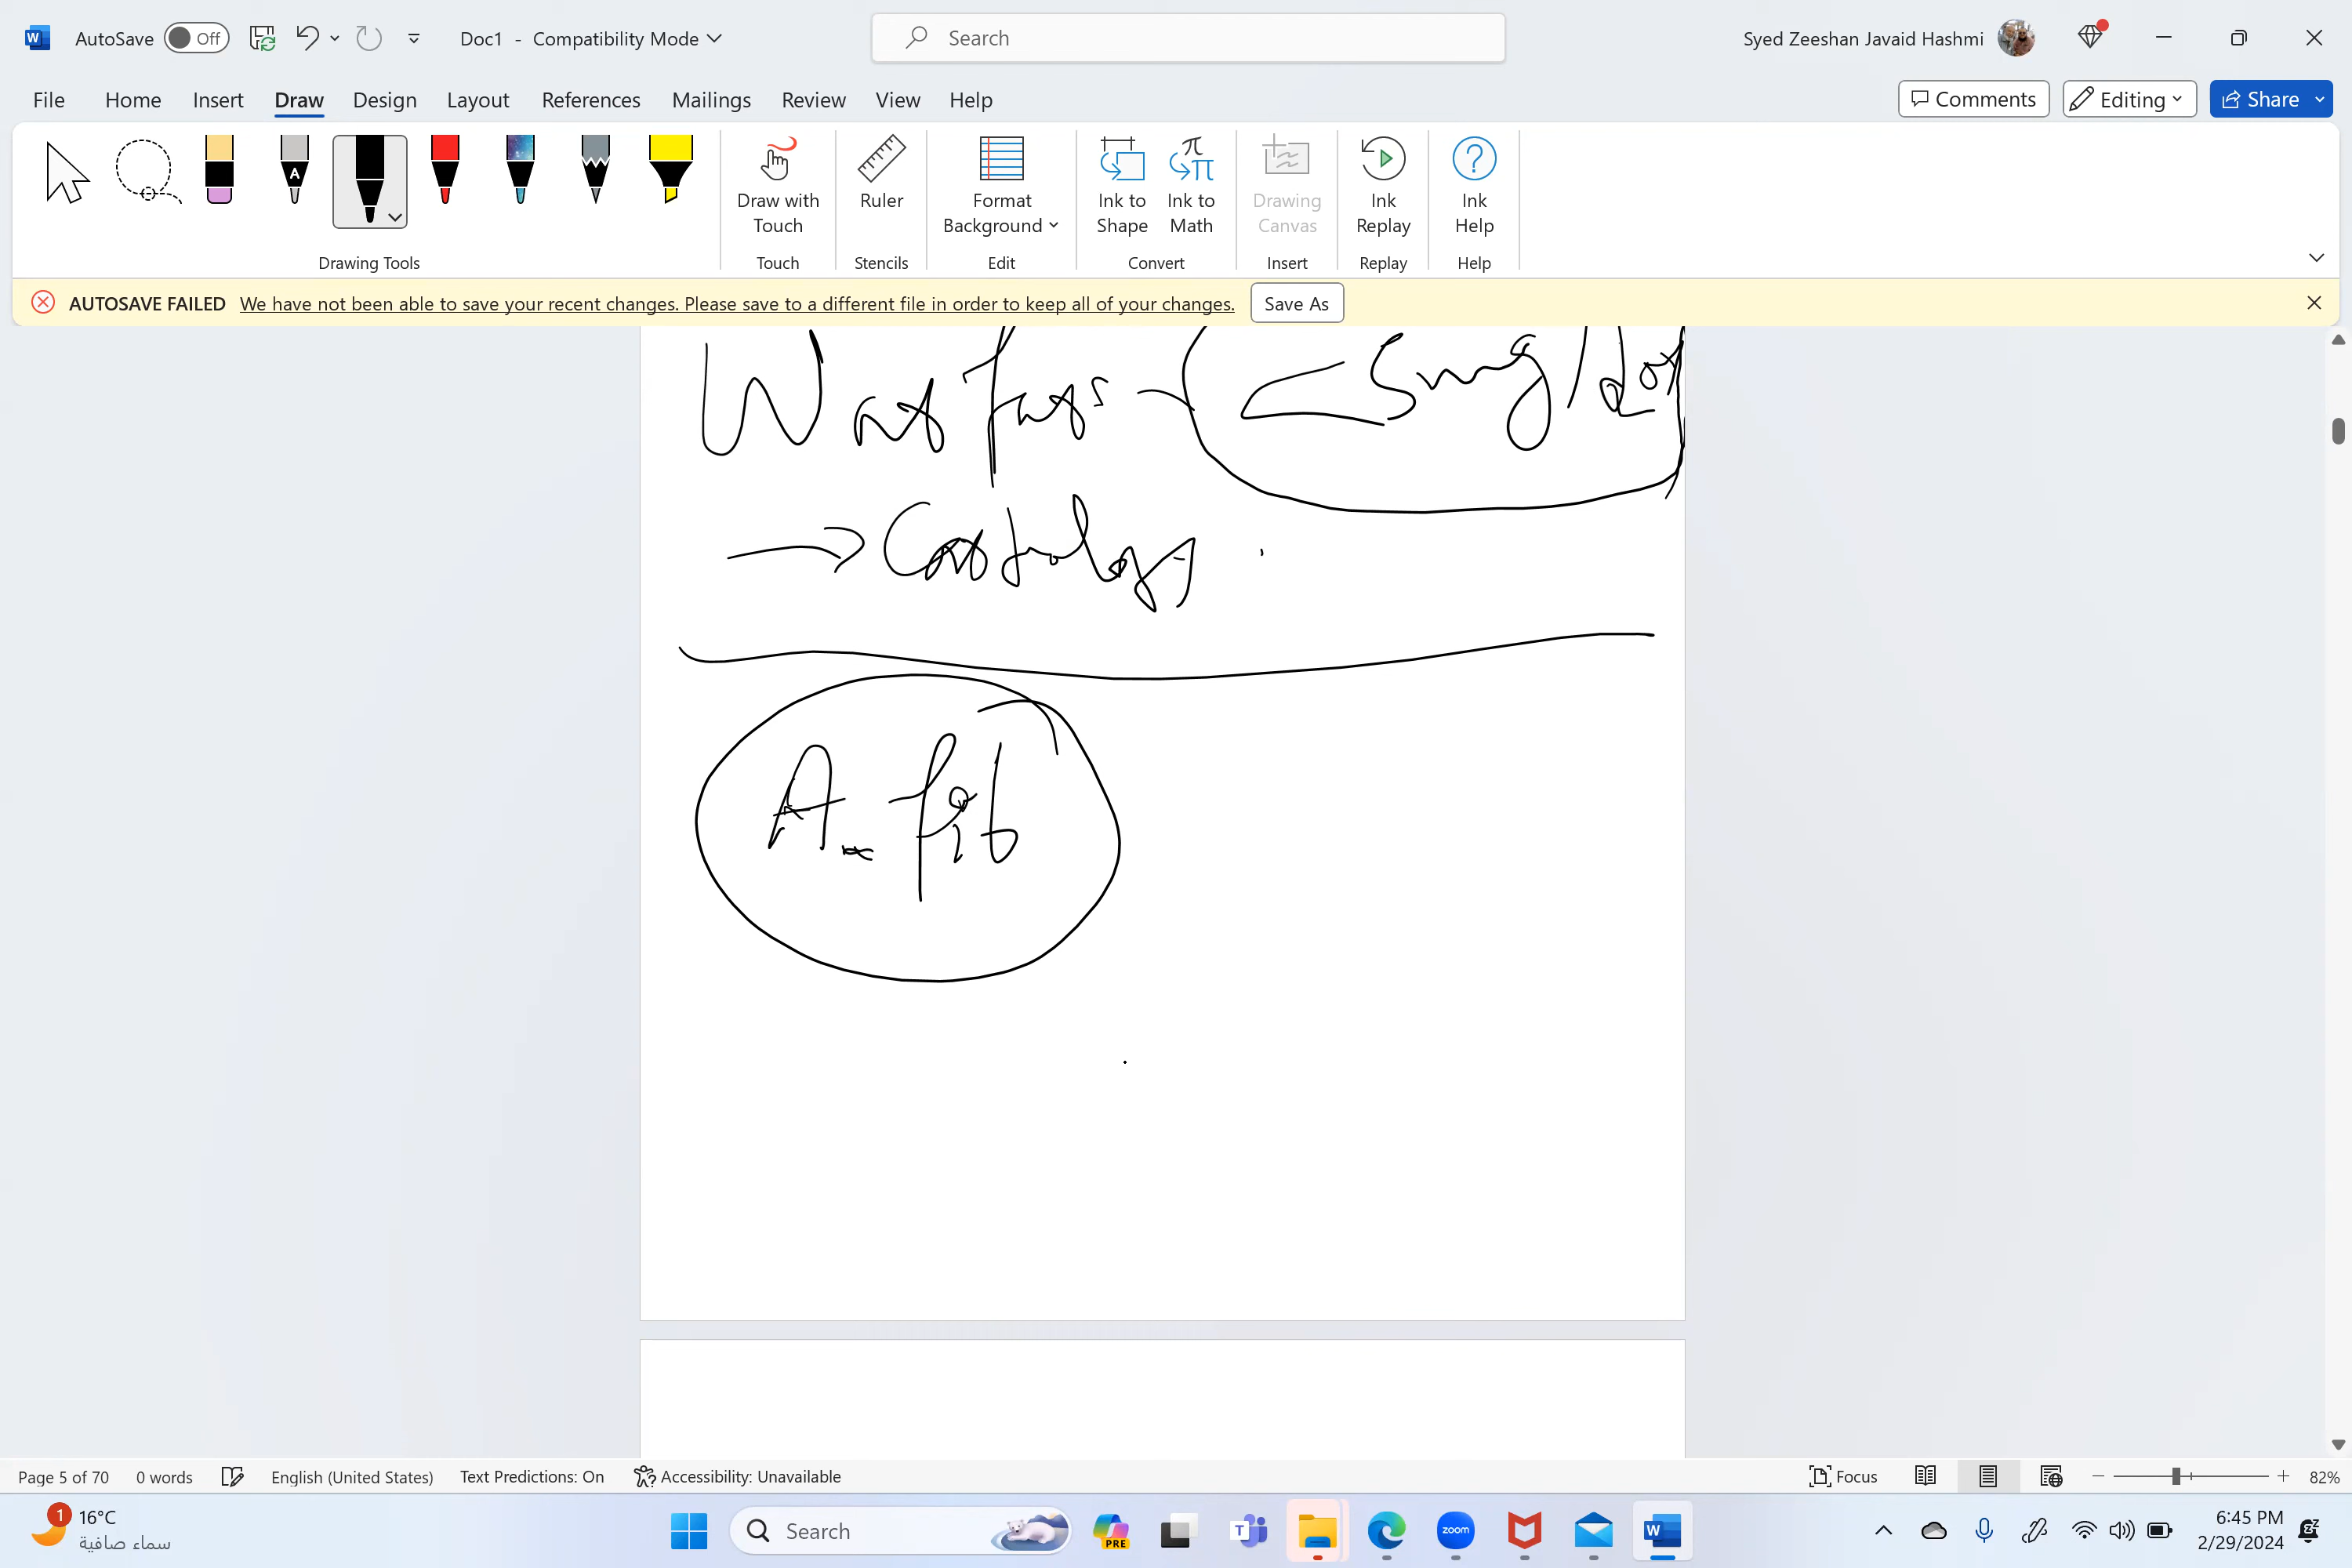 AutoSave Off Doc1 - Compatibility Mode Search Syed Zeeshan Javaid Hashmi
File Home Insert Draw Design Layout References Mailings Review View Help Comments Editing Share
A
Draw with Touch Ruler Format Background Ink to Shape Ink to Math Drawing Canvas Ink Replay Ink Help
Drawing Tools Touch Stencils Edit Convert Insert Replay Help
AUTOSAVE FAILED We have not been able to save your recent changes. Please save to a different file in order to keep all of your changes. Save As
A-fib
Page 5 of 70 0 words English (United States) Text Predictions: On Accessibility: Unavailable Focus 82%
1 16°C Search PRE zoom 6:45 PM
سماء صافية 2/29/2024